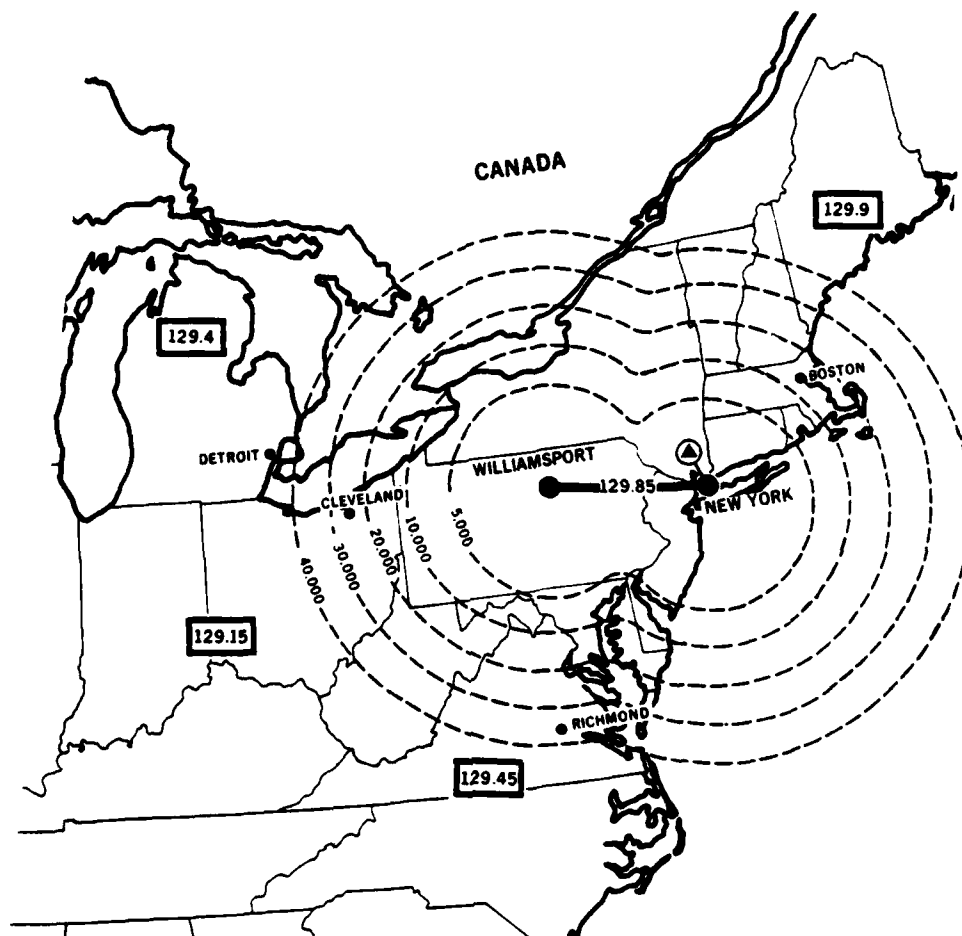 CANADA
129.9
129.4
BOSTON
DETROIT
WILLIAMSPORT
129.85
CLEVELAND
NEW YORK
5.000
10.000
20.000
30.000
40.000
129.15
RICHMOND
129.45